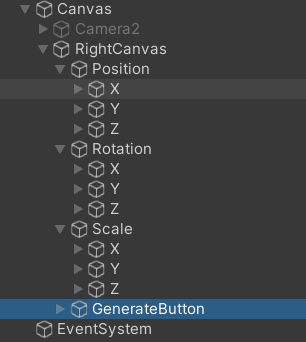 Canvas
Camera2
RightCanvas
Position
X
Y
Z
Rotation
X
Y
Z
Scale
X
Y
Z
GenerateButton
EventSystem